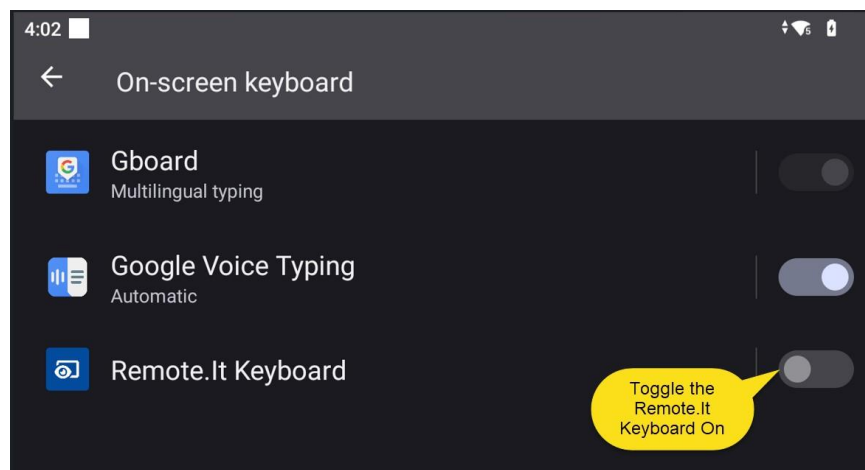 4:02
5
On-screen keyboard
G
Gboard
Multilingual typing
Google Voice Typing
Automatic
Remote.It Keyboard
Toggle the
Remote.It
Keyboard On